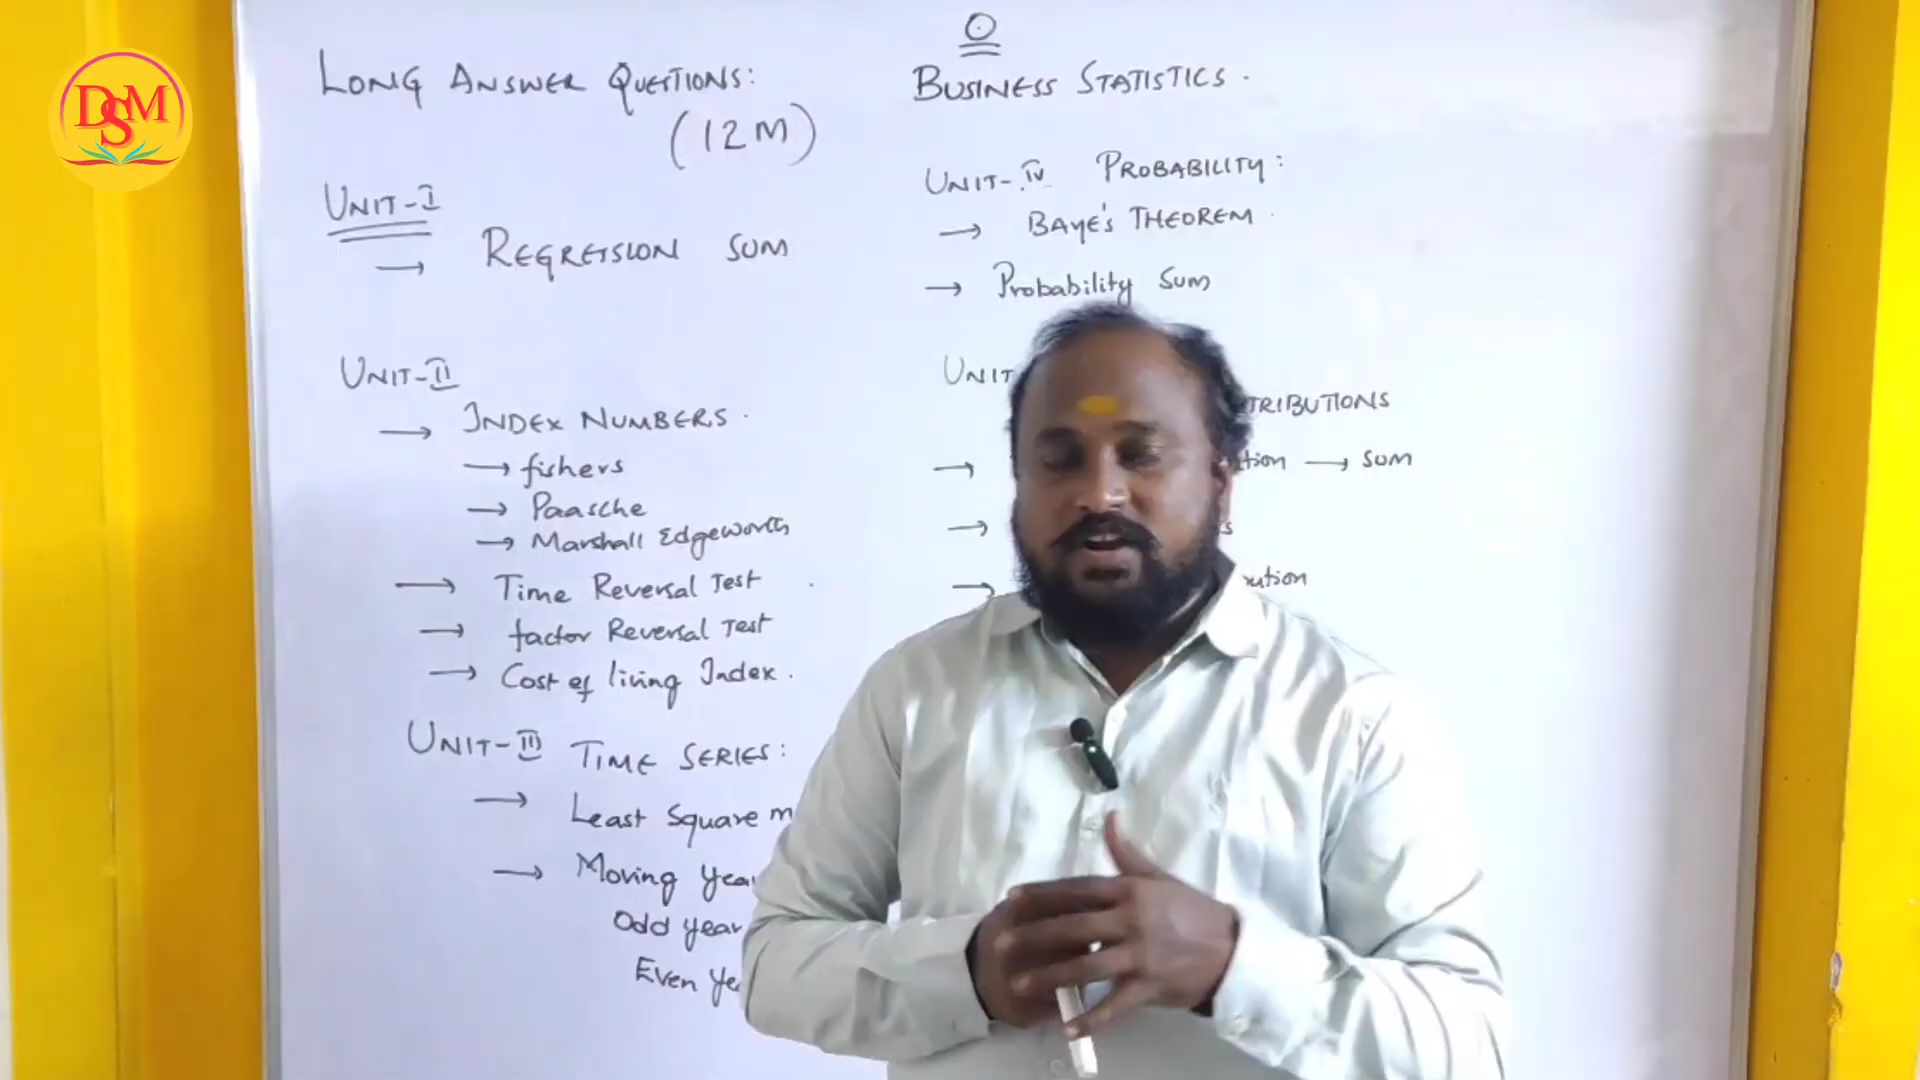 DSM
LONG ANSWER QUESTIONS:
(12M)
UNIT-I
→ REGRESSION SUM
UNIT-II
→ INDEX NUMBERS.
→ fishers
→ Paasche
→ Marshall Edgeworth
→ Time Reversal Test
→ factor Reversal Test
→ Cost of living Index.
UNIT-III TIME SERIES:
→ Least Square m
→ Moving Yea
Odd year
Even Ye
BUSINESS STATISTICS.
UNIT-IV PROBABILITY:
→ BAYE'S THEOREM
→ Probability Sum
UNIT
TRIBUTIONS
→ tion → SUM
→ s
→ ution